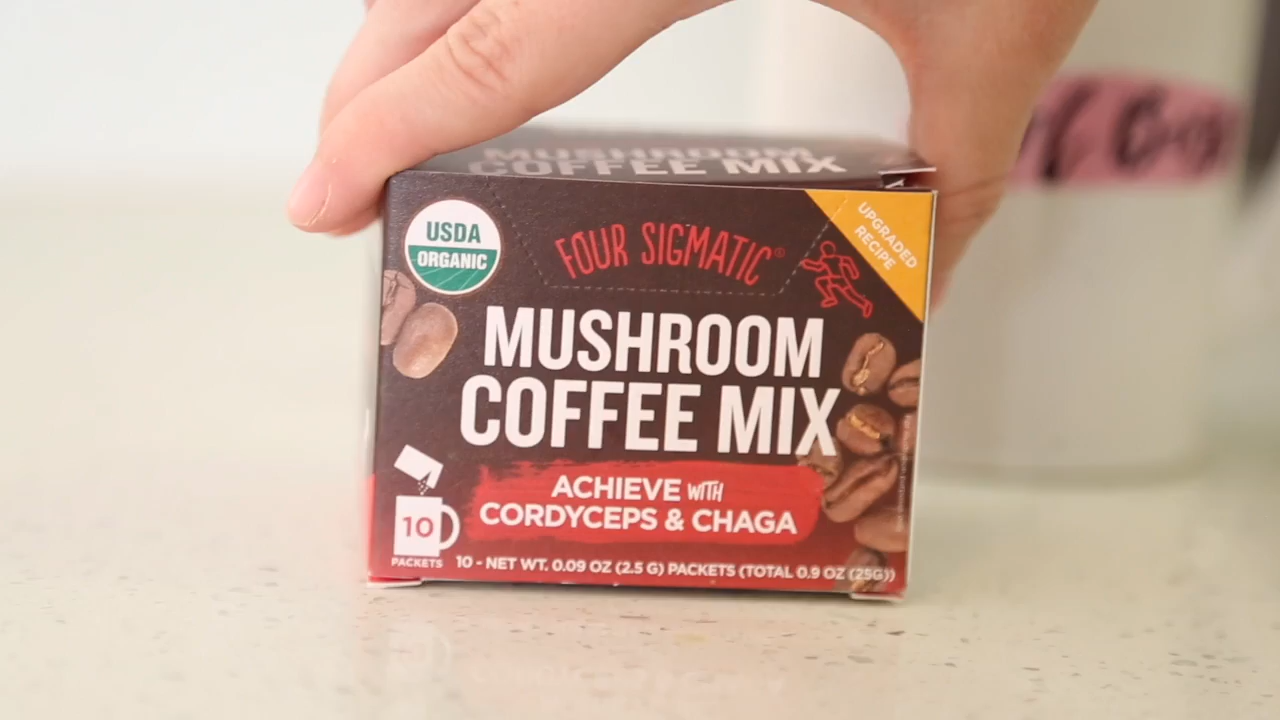 MUSHROOM
COFFEE MIX
USDA
ORGANIC
FOUR SIGMATIC®
UPGRADED
RECIPE
MUSHROOM
COFFEE MIX
ACHIEVE WITH
CORDYCEPS & CHAGA
10
PACKETS
10 - NET WT. 0.09 OZ (2.5 G) PACKETS (TOTAL 0.9 OZ (25G))